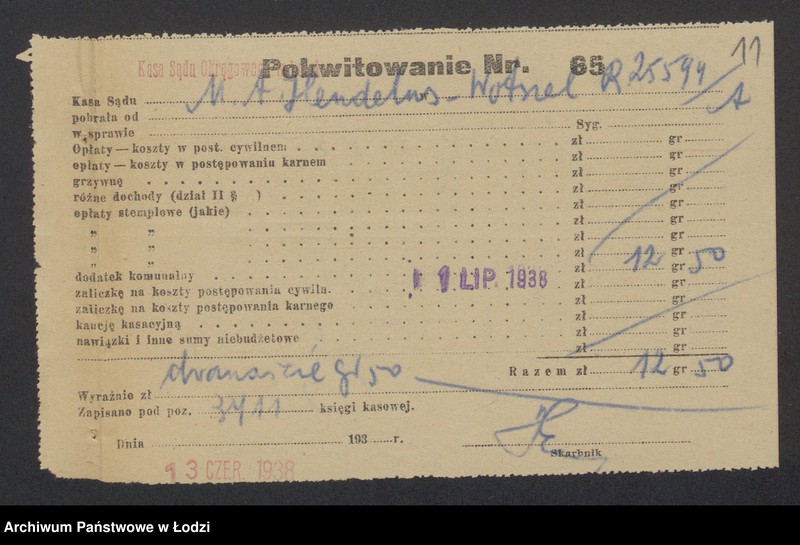 11
Kasa Sądu Okręgowego
Pokwitowanie Nr. 65
Kasa Sądu M. A. R 25594
pobrała od A
w sprawie Syg.
Opłaty—koszty w post. cywilnem zł gr
opłaty—koszty w postępowaniu karnem zł gr
grzywnę zł gr
różne dochody (dział II § ) zł gr
opłaty stemplowe (jakie) zł gr
„ „ zł gr
„ „ zł gr
„ „ zł 12 gr 50
dodatek komunalny zł gr
1 LIP. 1938
zaliczkę na koszty postępowania cywiln. zł gr
zaliczkę na koszty postępowania karnego zł gr
kaucję kasacyjną zł gr
nawiązki i inne sumy niebudżetowe zł gr
Razem zł 12 gr 50
Wyraźnie zł dwanaście gr 50
Zapisano pod poz. 3411 księgi kasowej.
Dnia 193 r.
Skarbnik
13 CZER. 1938
Archiwum Państwowe w Łodzi